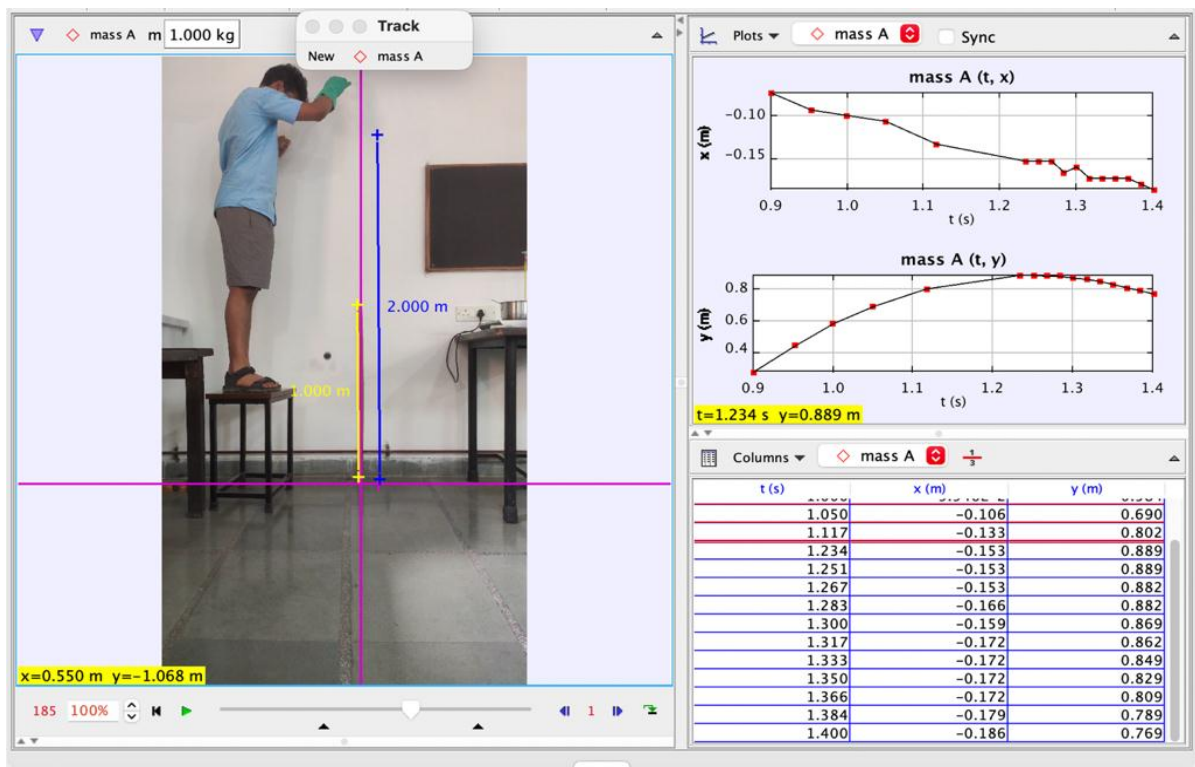 mass A m 1.000 kg
Track
New mass A
2.000 m
1.000 m
x=0.550 m y=−1.068 m
185 100% 1
Plots mass A Sync
mass A (t, x)
x (m)
−0.10
−0.15
0.9 1.0 1.1 1.2 1.3 1.4
t (s)
mass A (t, y)
y (m)
0.8
0.6
0.4
0.9 1.0 1.1 1.2 1.3 1.4
t (s)
t=1.234 s y=0.889 m
Columns mass A 1/3
t (s) x (m) y (m)
1.050 −0.106 0.690
1.117 −0.133 0.802
1.234 −0.153 0.889
1.251 −0.153 0.889
1.267 −0.153 0.882
1.283 −0.166 0.882
1.300 −0.159 0.869
1.317 −0.172 0.862
1.333 −0.172 0.849
1.350 −0.172 0.829
1.366 −0.172 0.809
1.384 −0.179 0.789
1.400 −0.186 0.769